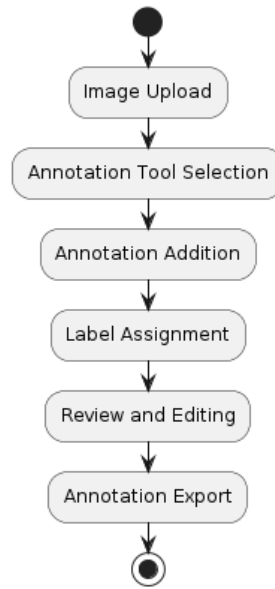 Image Upload
Annotation Tool Selection
Annotation Addition
Label Assignment
Review and Editing
Annotation Export